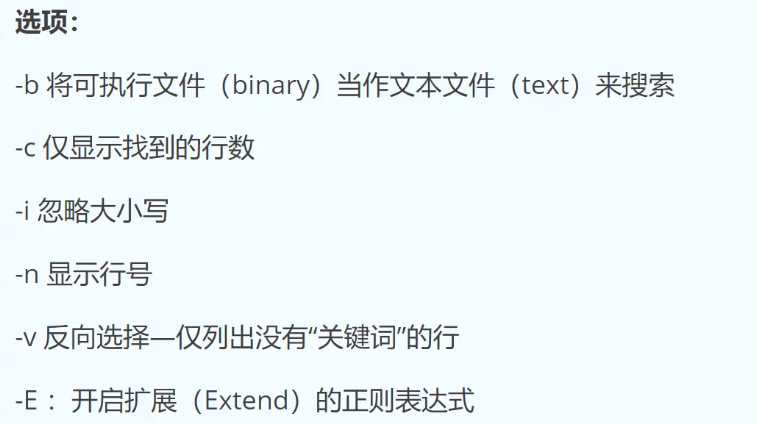 选项：
-b 将可执行文件（binary）当作文本文件（text）来搜索
-c 仅显示找到的行数
-i 忽略大小写
-n 显示行号
-v 反向选择—仅列出没有“关键词”的行
-E ：开启扩展（Extend）的正则表达式